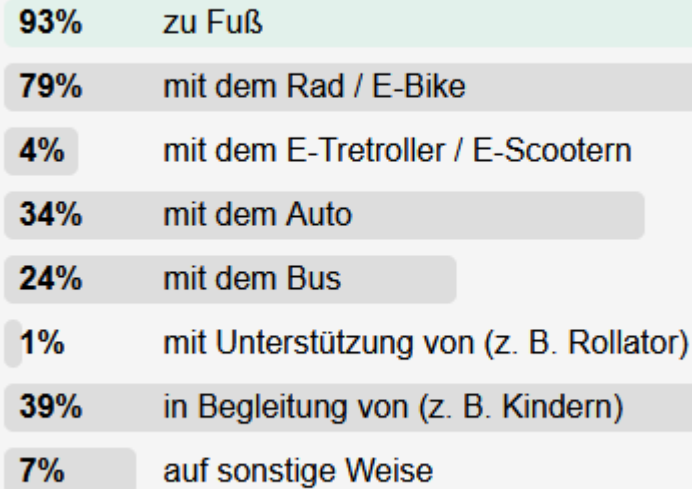 93% zu Fuß
79% mit dem Rad / E-Bike
4% mit dem E-Tretroller / E-Scootern
34% mit dem Auto
24% mit dem Bus
1% mit Unterstützung von (z. B. Rollator)
39% in Begleitung von (z. B. Kindern)
7% auf sonstige Weise